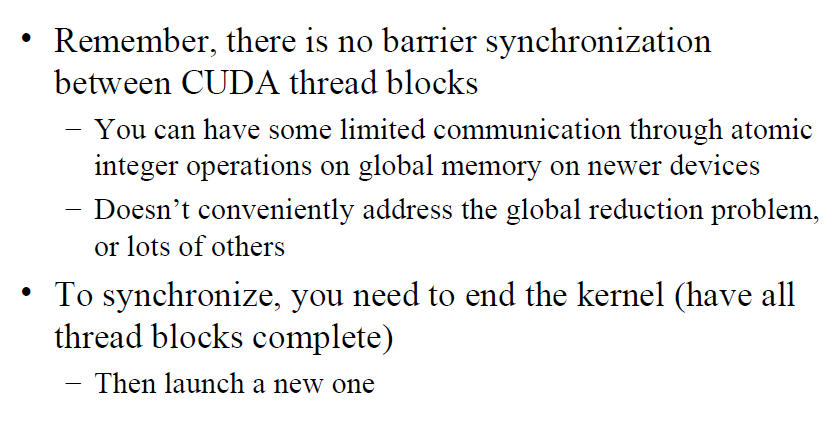 • Remember, there is no barrier synchronization
between CUDA thread blocks
– You can have some limited communication through atomic
integer operations on global memory on newer devices
– Doesn’t conveniently address the global reduction problem,
or lots of others
• To synchronize, you need to end the kernel (have all
thread blocks complete)
– Then launch a new one